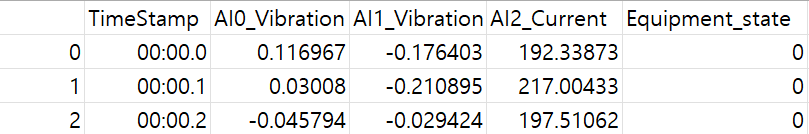 TimeStamp AI0_Vibration AI1_Vibration AI2_Current Equipment_state
0 00:00.0 0.116967 -0.176403 192.33873 0
1 00:00.1 0.03008 -0.210895 217.00433 0
2 00:00.2 -0.045794 -0.029424 197.51062 0